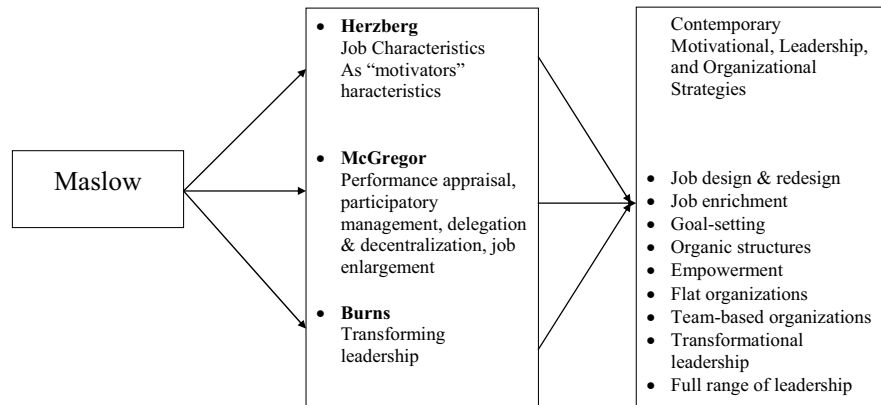 Maslow
• Herzberg
Job Characteristics
As “motivators”
haracteristics
• McGregor
Performance appraisal,
participatory
management, delegation
& decentralization, job
enlargement
• Burns
Transforming
leadership
Contemporary
Motivational, Leadership,
and Organizational
Strategies
• Job design & redesign
• Job enrichment
• Goal-setting
• Organic structures
• Empowerment
• Flat organizations
• Team-based organizations
• Transformational
leadership
• Full range of leadership